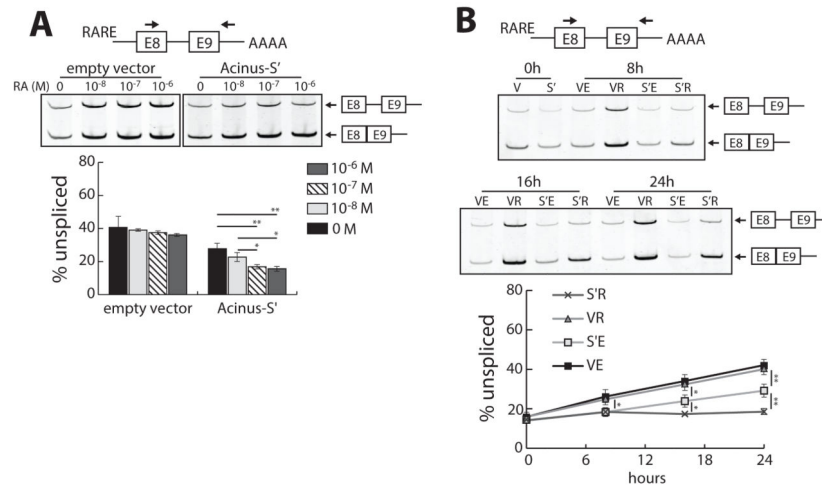 A
RARE
E8
E9
AAAA
empty vector
Acinus-S'
RA (M) 0 10⁻⁸ 10⁻⁷ 10⁻⁶ 0 10⁻⁸ 10⁻⁷ 10⁻⁶
E8 E9
E8 E9
% unspliced
80
60
40
20
0
10⁻⁶ M
10⁻⁷ M
10⁻⁸ M
0 M
**
**
*
*
empty vector
Acinus-S'
B
RARE
E8
E9
AAAA
0h 8h
V S' VE VR S'E S'R
E8 E9
E8 E9
16h 24h
VE VR S'E S'R VE VR S'E S'R
E8 E9
E8 E9
% unspliced
80
60
40
20
0
S'R
VR
S'E
VE
*
*
*
**
**
0 6 12 18 24
hours